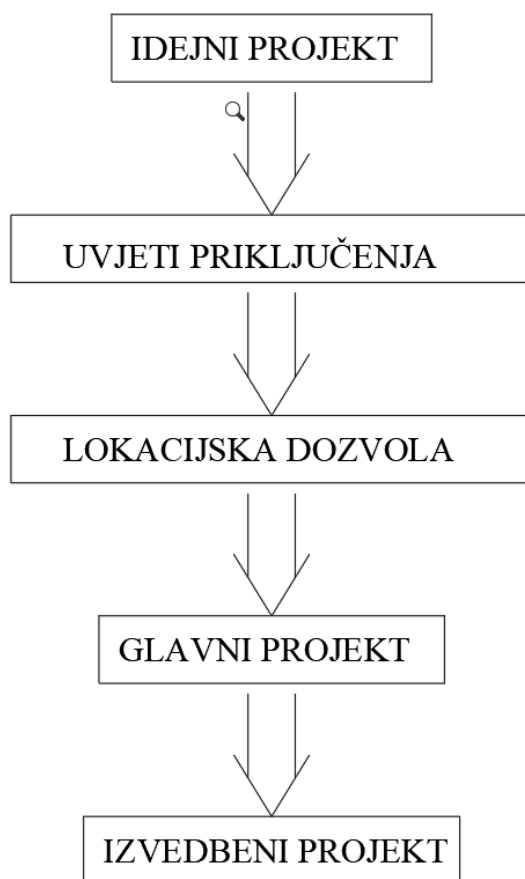 IDEJNI PROJEKT
UVJETI PRIKLJUČENJA
LOKACIJSKA DOZVOLA
GLAVNI PROJEKT
IZVEDBENI PROJEKT